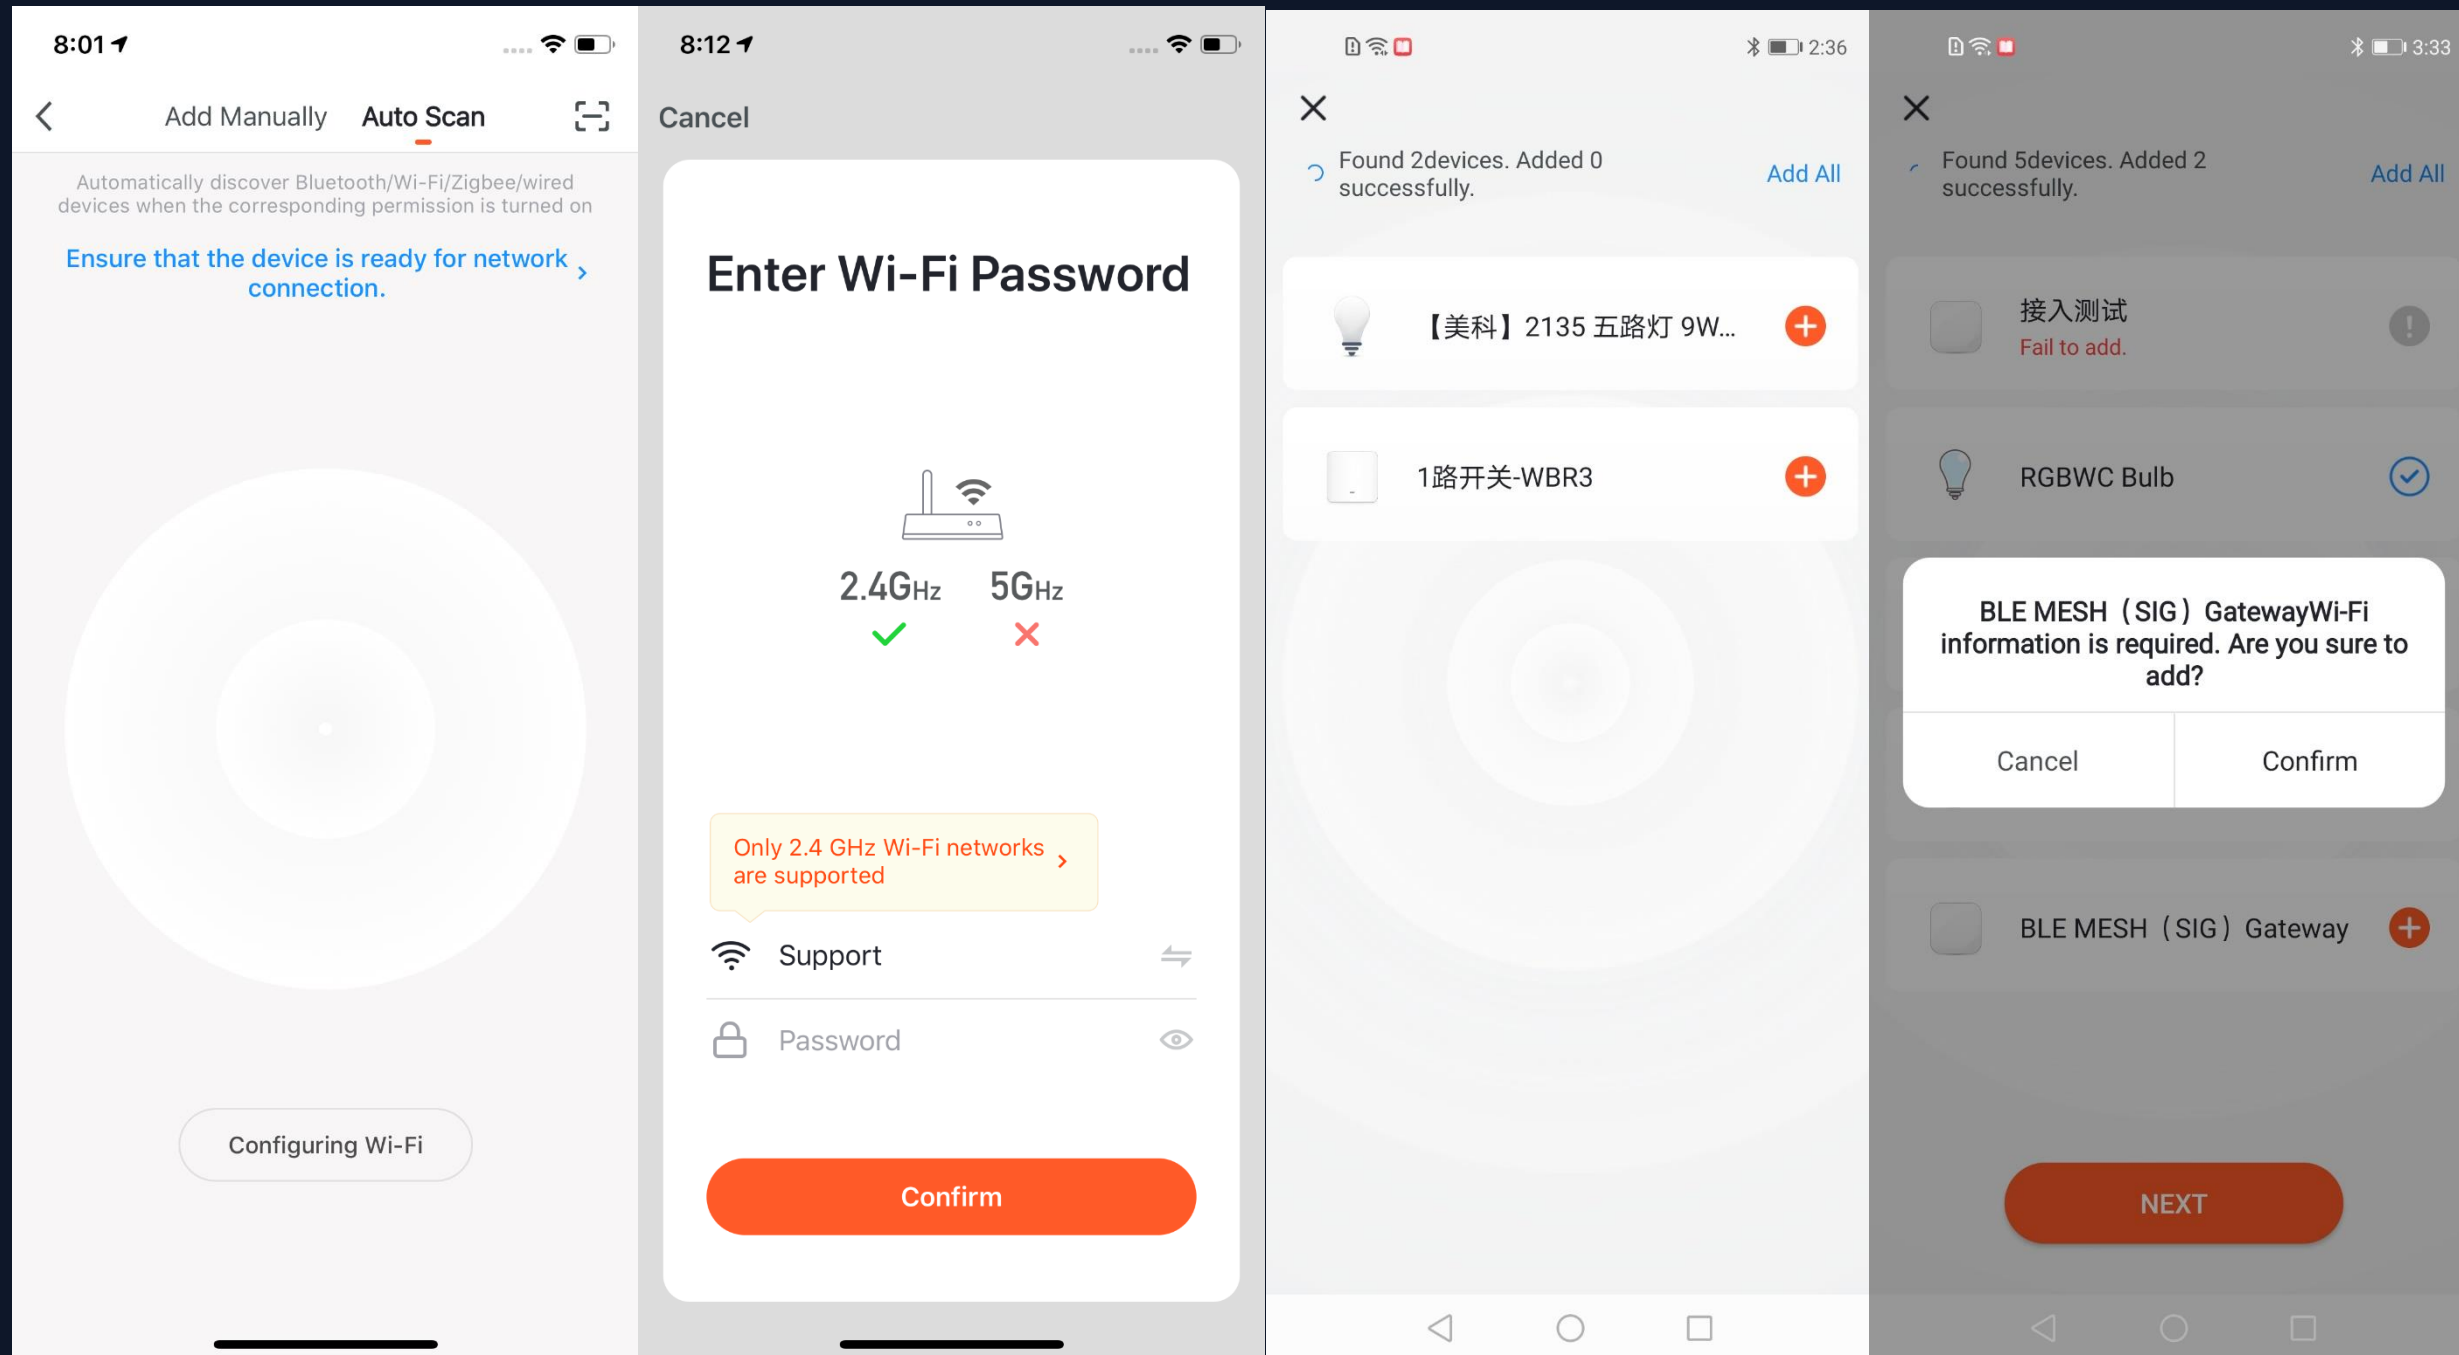 8:01
Add Manually Auto Scan
Automatically discover Bluetooth/Wi-Fi/Zigbee/wired
devices when the corresponding permission is turned on
Ensure that the device is ready for network
connection.
Configuring Wi-Fi
8:12
Cancel
Enter Wi-Fi Password
2.4GHz 5GHz
Only 2.4 GHz Wi-Fi networks
are supported
Support
Password
Confirm
2:36
Found 2devices. Added 0
successfully.
Add All
【美科】2135 五路灯 9W...
1路开关-WBR3
3:33
Found 5devices. Added 2
successfully.
Add All
接入测试
Fail to add.
RGBWC Bulb
BLE MESH（SIG）GatewayWi-Fi
information is required. Are you sure to
add?
Cancel Confirm
BLE MESH（SIG）Gateway
NEXT